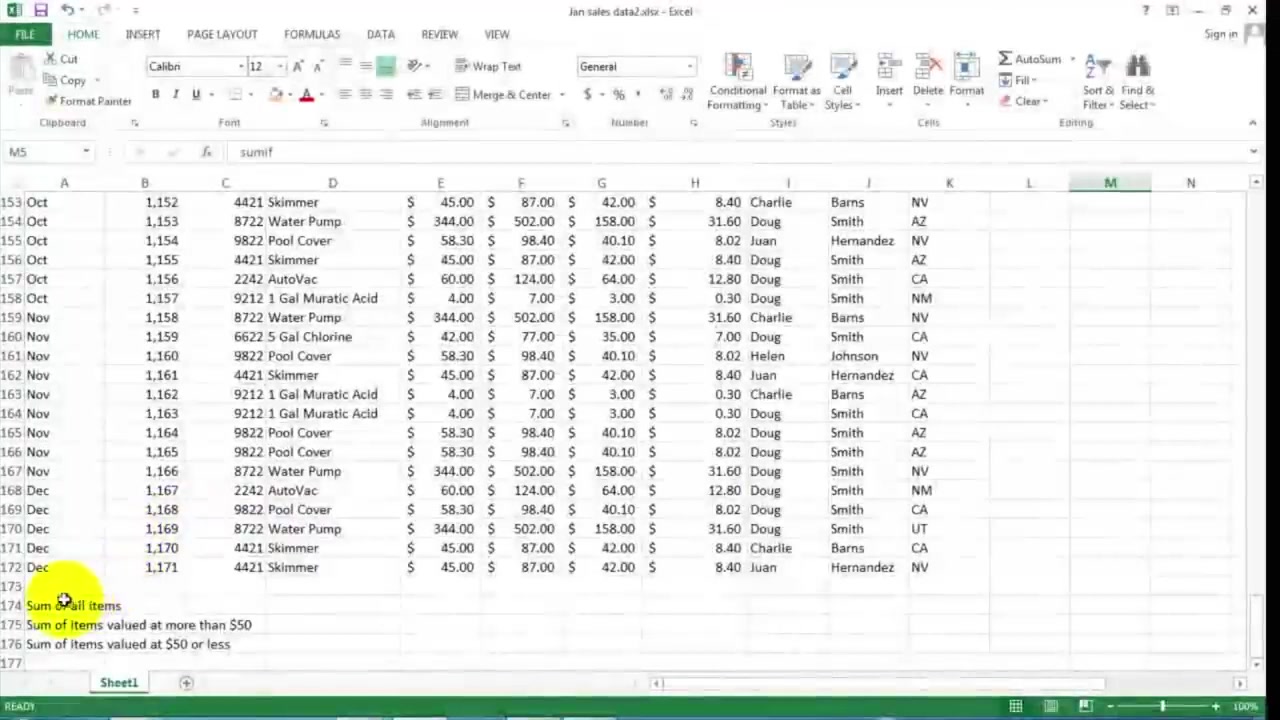 Jan sales data2.xlsx - Excel
FILE HOME INSERT PAGE LAYOUT FORMULAS DATA REVIEW VIEW Sign in
Paste Cut Copy Format Painter Calibri 12 B I U A Wrap Text Merge & Center General $ % Conditional Formatting Format as Table Cell Styles Insert Delete Format AutoSum Fill Clear Sort & Filter Find & Select
Clipboard Font Alignment Number Styles Cells Editing
M5 fx sumif
A B C D E F G H I J K L M N
153 Oct 1,152 4421 Skimmer $ 45.00 $ 87.00 $ 42.00 $ 8.40 Charlie Barns NV
154 Oct 1,153 8722 Water Pump $ 344.00 $ 502.00 $ 158.00 $ 31.60 Doug Smith AZ
155 Oct 1,154 9822 Pool Cover $ 58.30 $ 98.40 $ 40.10 $ 8.02 Juan Hernandez NV
156 Oct 1,155 4421 Skimmer $ 45.00 $ 87.00 $ 42.00 $ 8.40 Doug Smith AZ
157 Oct 1,156 2242 AutoVac $ 60.00 $ 124.00 $ 64.00 $ 12.80 Doug Smith CA
158 Oct 1,157 9212 1 Gal Muratic Acid $ 4.00 $ 7.00 $ 3.00 $ 0.30 Doug Smith NM
159 Nov 1,158 8722 Water Pump $ 344.00 $ 502.00 $ 158.00 $ 31.60 Charlie Barns NV
160 Nov 1,159 6622 5 Gal Chlorine $ 42.00 $ 77.00 $ 35.00 $ 7.00 Doug Smith CA
161 Nov 1,160 9822 Pool Cover $ 58.30 $ 98.40 $ 40.10 $ 8.02 Helen Johnson NV
162 Nov 1,161 4421 Skimmer $ 45.00 $ 87.00 $ 42.00 $ 8.40 Juan Hernandez CA
163 Nov 1,162 9212 1 Gal Muratic Acid $ 4.00 $ 7.00 $ 3.00 $ 0.30 Charlie Barns AZ
164 Nov 1,163 9212 1 Gal Muratic Acid $ 4.00 $ 7.00 $ 3.00 $ 0.30 Doug Smith CA
165 Nov 1,164 9822 Pool Cover $ 58.30 $ 98.40 $ 40.10 $ 8.02 Doug Smith AZ
166 Nov 1,165 9822 Pool Cover $ 58.30 $ 98.40 $ 40.10 $ 8.02 Doug Smith AZ
167 Nov 1,166 8722 Water Pump $ 344.00 $ 502.00 $ 158.00 $ 31.60 Doug Smith NV
168 Dec 1,167 2242 AutoVac $ 60.00 $ 124.00 $ 64.00 $ 12.80 Doug Smith NM
169 Dec 1,168 9822 Pool Cover $ 58.30 $ 98.40 $ 40.10 $ 8.02 Doug Smith CA
170 Dec 1,169 8722 Water Pump $ 344.00 $ 502.00 $ 158.00 $ 31.60 Doug Smith UT
171 Dec 1,170 4421 Skimmer $ 45.00 $ 87.00 $ 42.00 $ 8.40 Charlie Barns CA
172 Dec 1,171 4421 Skimmer $ 45.00 $ 87.00 $ 42.00 $ 8.40 Juan Hernandez NV
173
174 Sum of all items
175 Sum of items valued at more than $50
176 Sum of items valued at $50 or less
177
Sheet1
READY 100%